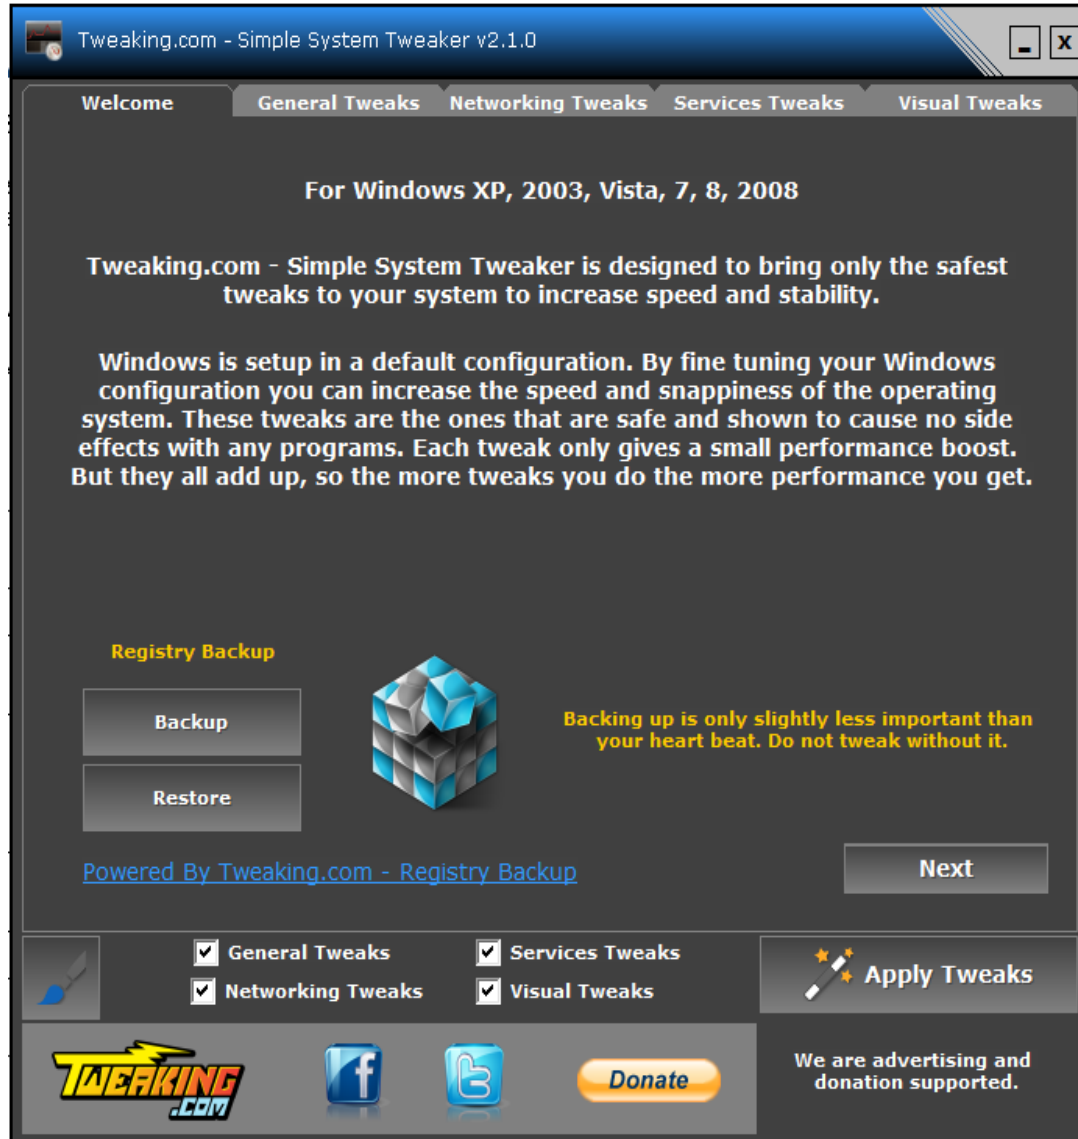 Tweaking.com - Simple System Tweaker v2.1.0
Welcome
General Tweaks
Networking Tweaks
Services Tweaks
Visual Tweaks
For Windows XP, 2003, Vista, 7, 8, 2008
Tweaking.com - Simple System Tweaker is designed to bring only the safest
tweaks to your system to increase speed and stability.
Windows is setup in a default configuration. By fine tuning your Windows
configuration you can increase the speed and snappiness of the operating
system. These tweaks are the ones that are safe and shown to cause no side
effects with any programs. Each tweak only gives a small performance boost.
But they all add up, so the more tweaks you do the more performance you get.
Registry Backup
Backup
Restore
Backing up is only slightly less important than
your heart beat. Do not tweak without it.
Powered By Tweaking.com - Registry Backup
Next
General Tweaks
Services Tweaks
Networking Tweaks
Visual Tweaks
Apply Tweaks
TWEAKING
.COM
Donate
We are advertising and
donation supported.